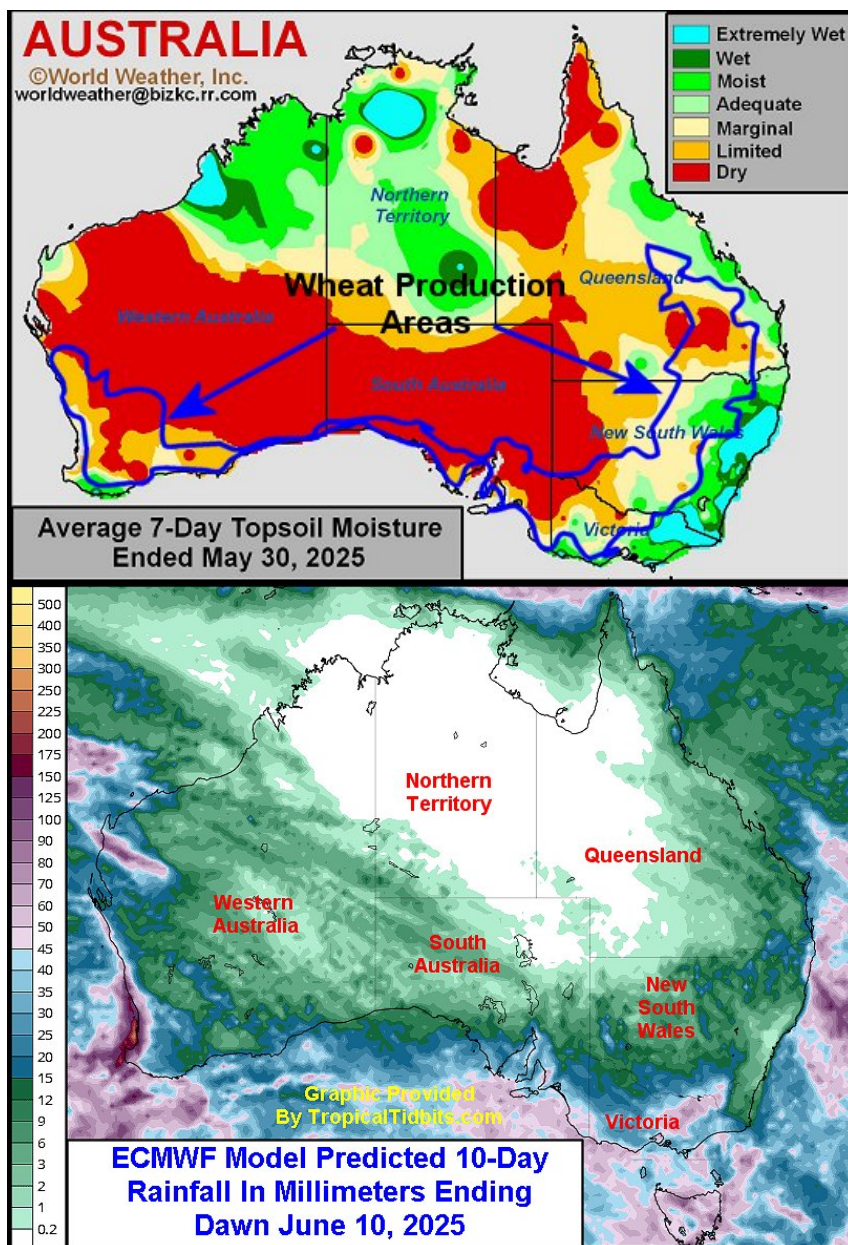 AUSTRALIA
©World Weather, Inc.
worldweather@bizkc.rr.com
Extremely Wet
Wet
Moist
Adequate
Marginal
Limited
Dry
Northern
Territory
Queensland
Wheat Production
Areas
Western Australia
South Australia
New South Wales
Victoria
Average 7-Day Topsoil Moisture
Ended May 30, 2025
500
400
350
300
250
225
200
175
150
125
100
90
80
70
60
50
45
40
35
30
25
20
15
12
9
6
3
2
1
0.2
Northern
Territory
Queensland
Western
Australia
South
Australia
New
South
Wales
Graphic Provided
By TropicalTidbits.com
Victoria
ECMWF Model Predicted 10-Day
Rainfall In Millimeters Ending
Dawn June 10, 2025